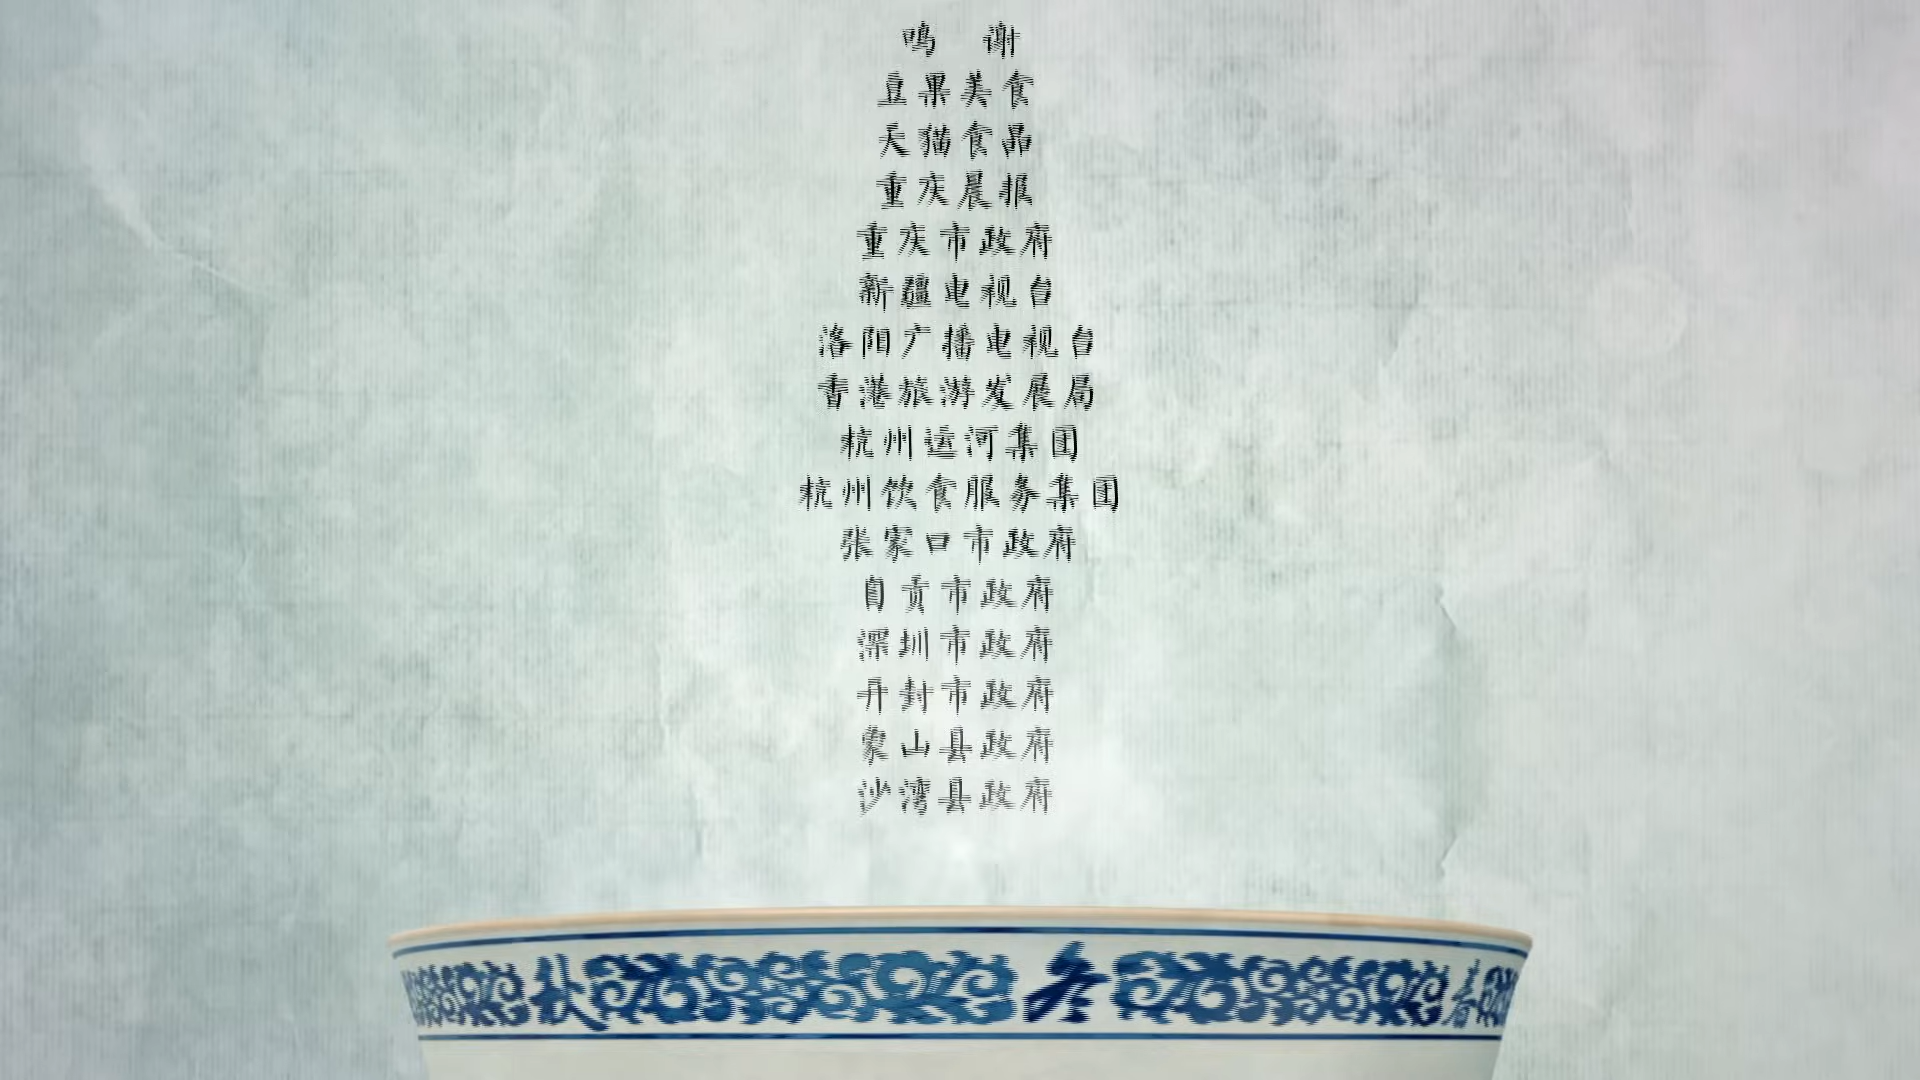 鸣 谢
豆果美食
天猫食品
重庆晨报
重庆市政府
新疆电视台
洛阳广播电视台
香港旅游发展局
杭州运河集团
杭州饮食服务集团
张家口市政府
自贡市政府
深圳市政府
开封市政府
象山县政府
沙湾县政府
秋 冬 春